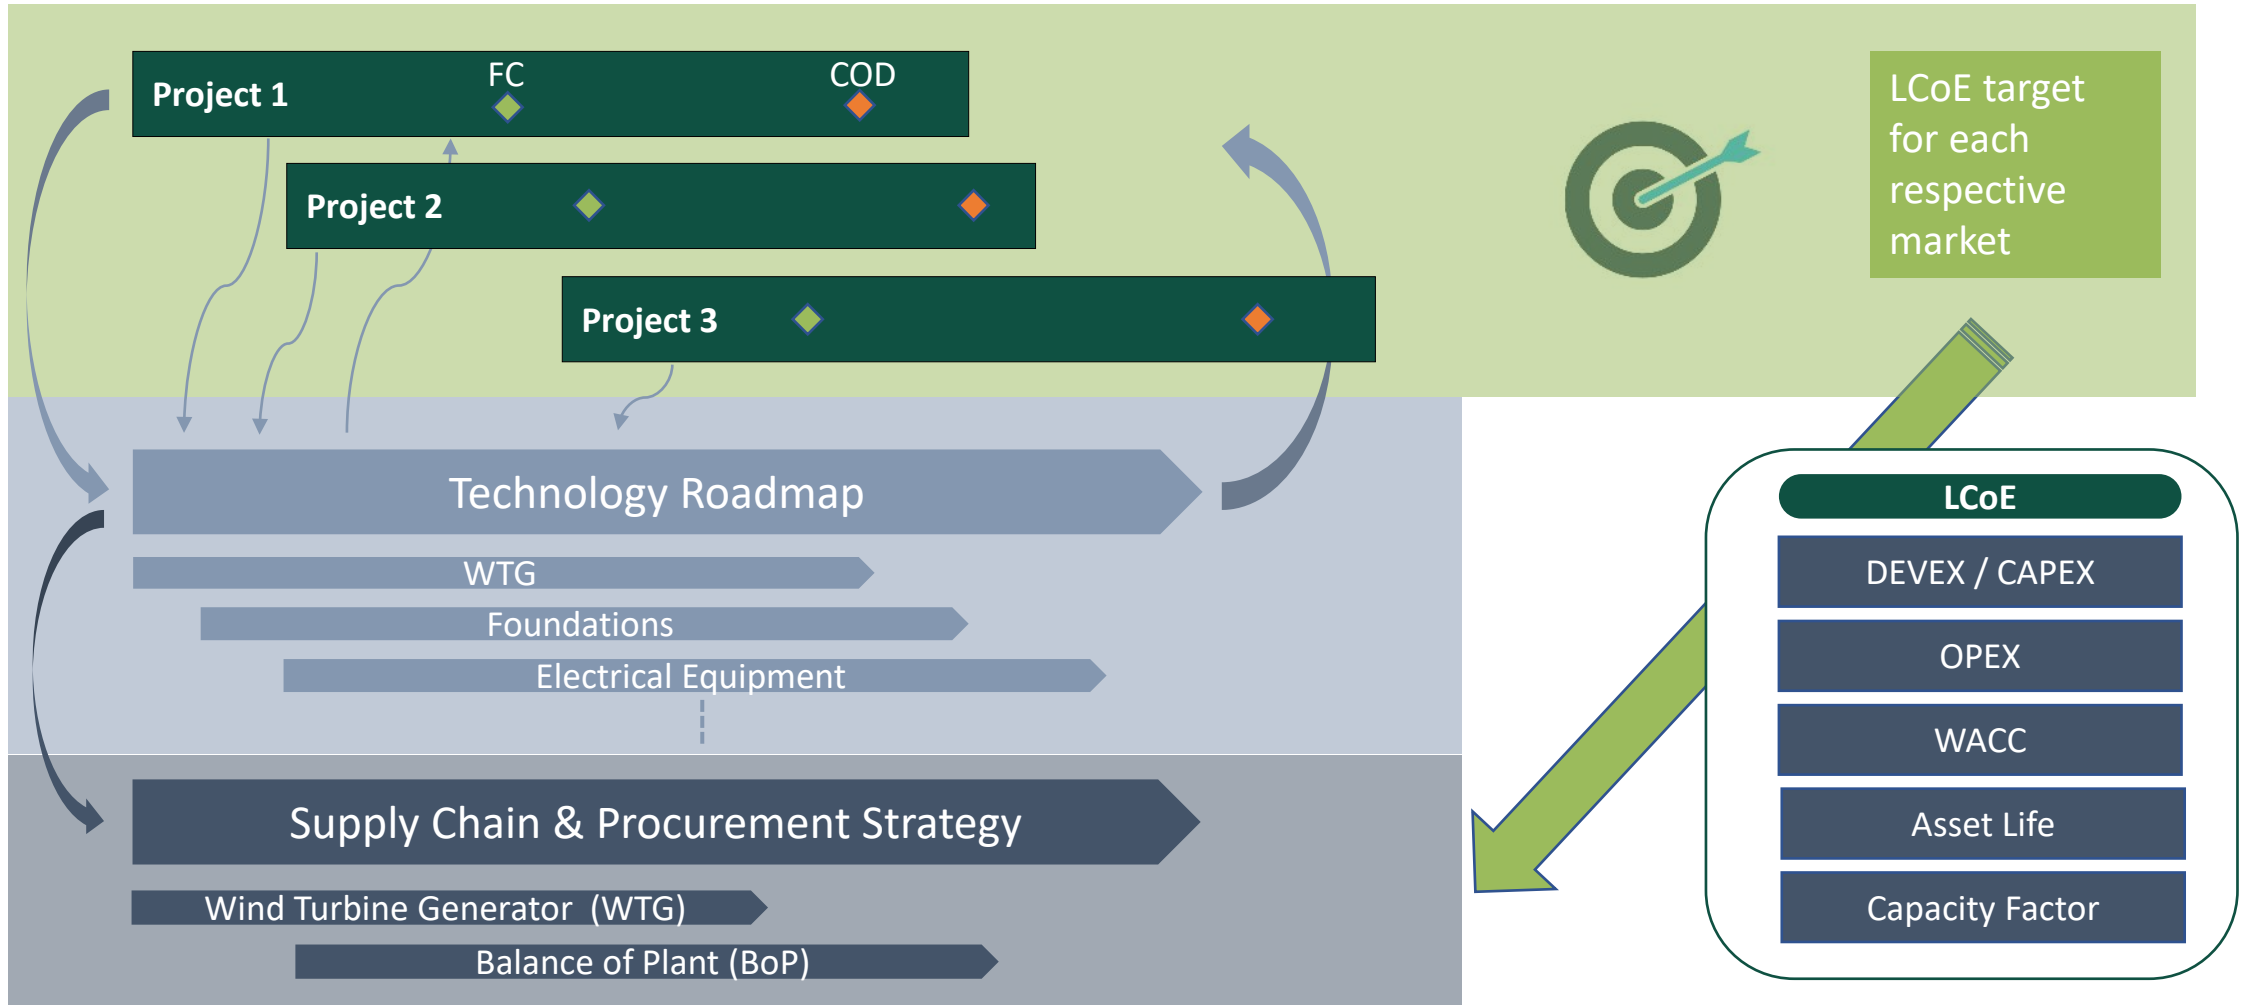 Project 1
FC
COD
Project 2
Project 3
LCoE target
for each
respective
market
Technology Roadmap
WTG
Foundations
Electrical Equipment
Supply Chain & Procurement Strategy
Wind Turbine Generator (WTG)
Balance of Plant (BoP)
LCoE
DEVEX / CAPEX
OPEX
WACC
Asset Life
Capacity Factor